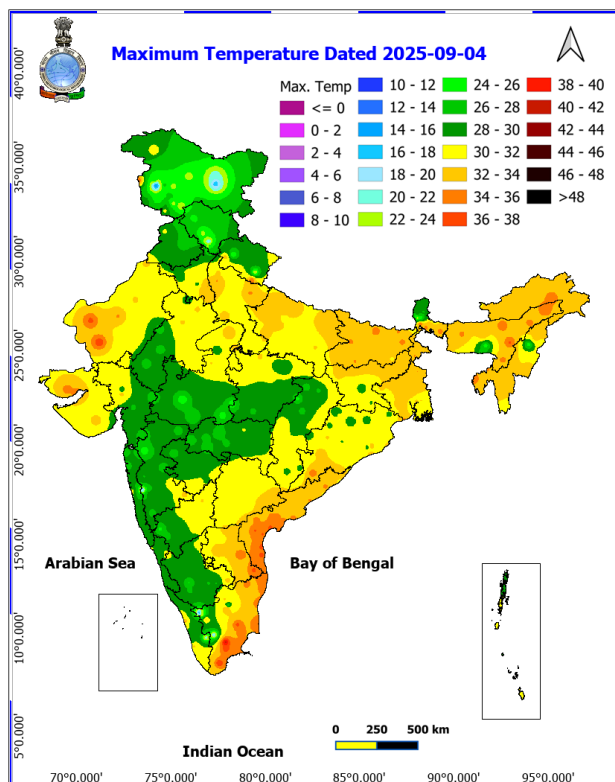 Maximum Temperature Dated 2025-09-04
Max. Temp
<= 0
0 - 2
2 - 4
4 - 6
6 - 8
8 - 10
10 - 12
12 - 14
14 - 16
16 - 18
18 - 20
20 - 22
22 - 24
24 - 26
26 - 28
28 - 30
30 - 32
32 - 34
34 - 36
36 - 38
38 - 40
40 - 42
42 - 44
44 - 46
46 - 48
>48
40°0.000'
35°0.000'
30°0.000'
25°0.000'
20°0.000'
15°0.000'
10°0.000'
5°0.000'
Arabian Sea
Bay of Bengal
0 250 500 km
Indian Ocean
70°0.000' 75°0.000' 80°0.000' 85°0.000' 90°0.000' 95°0.000'